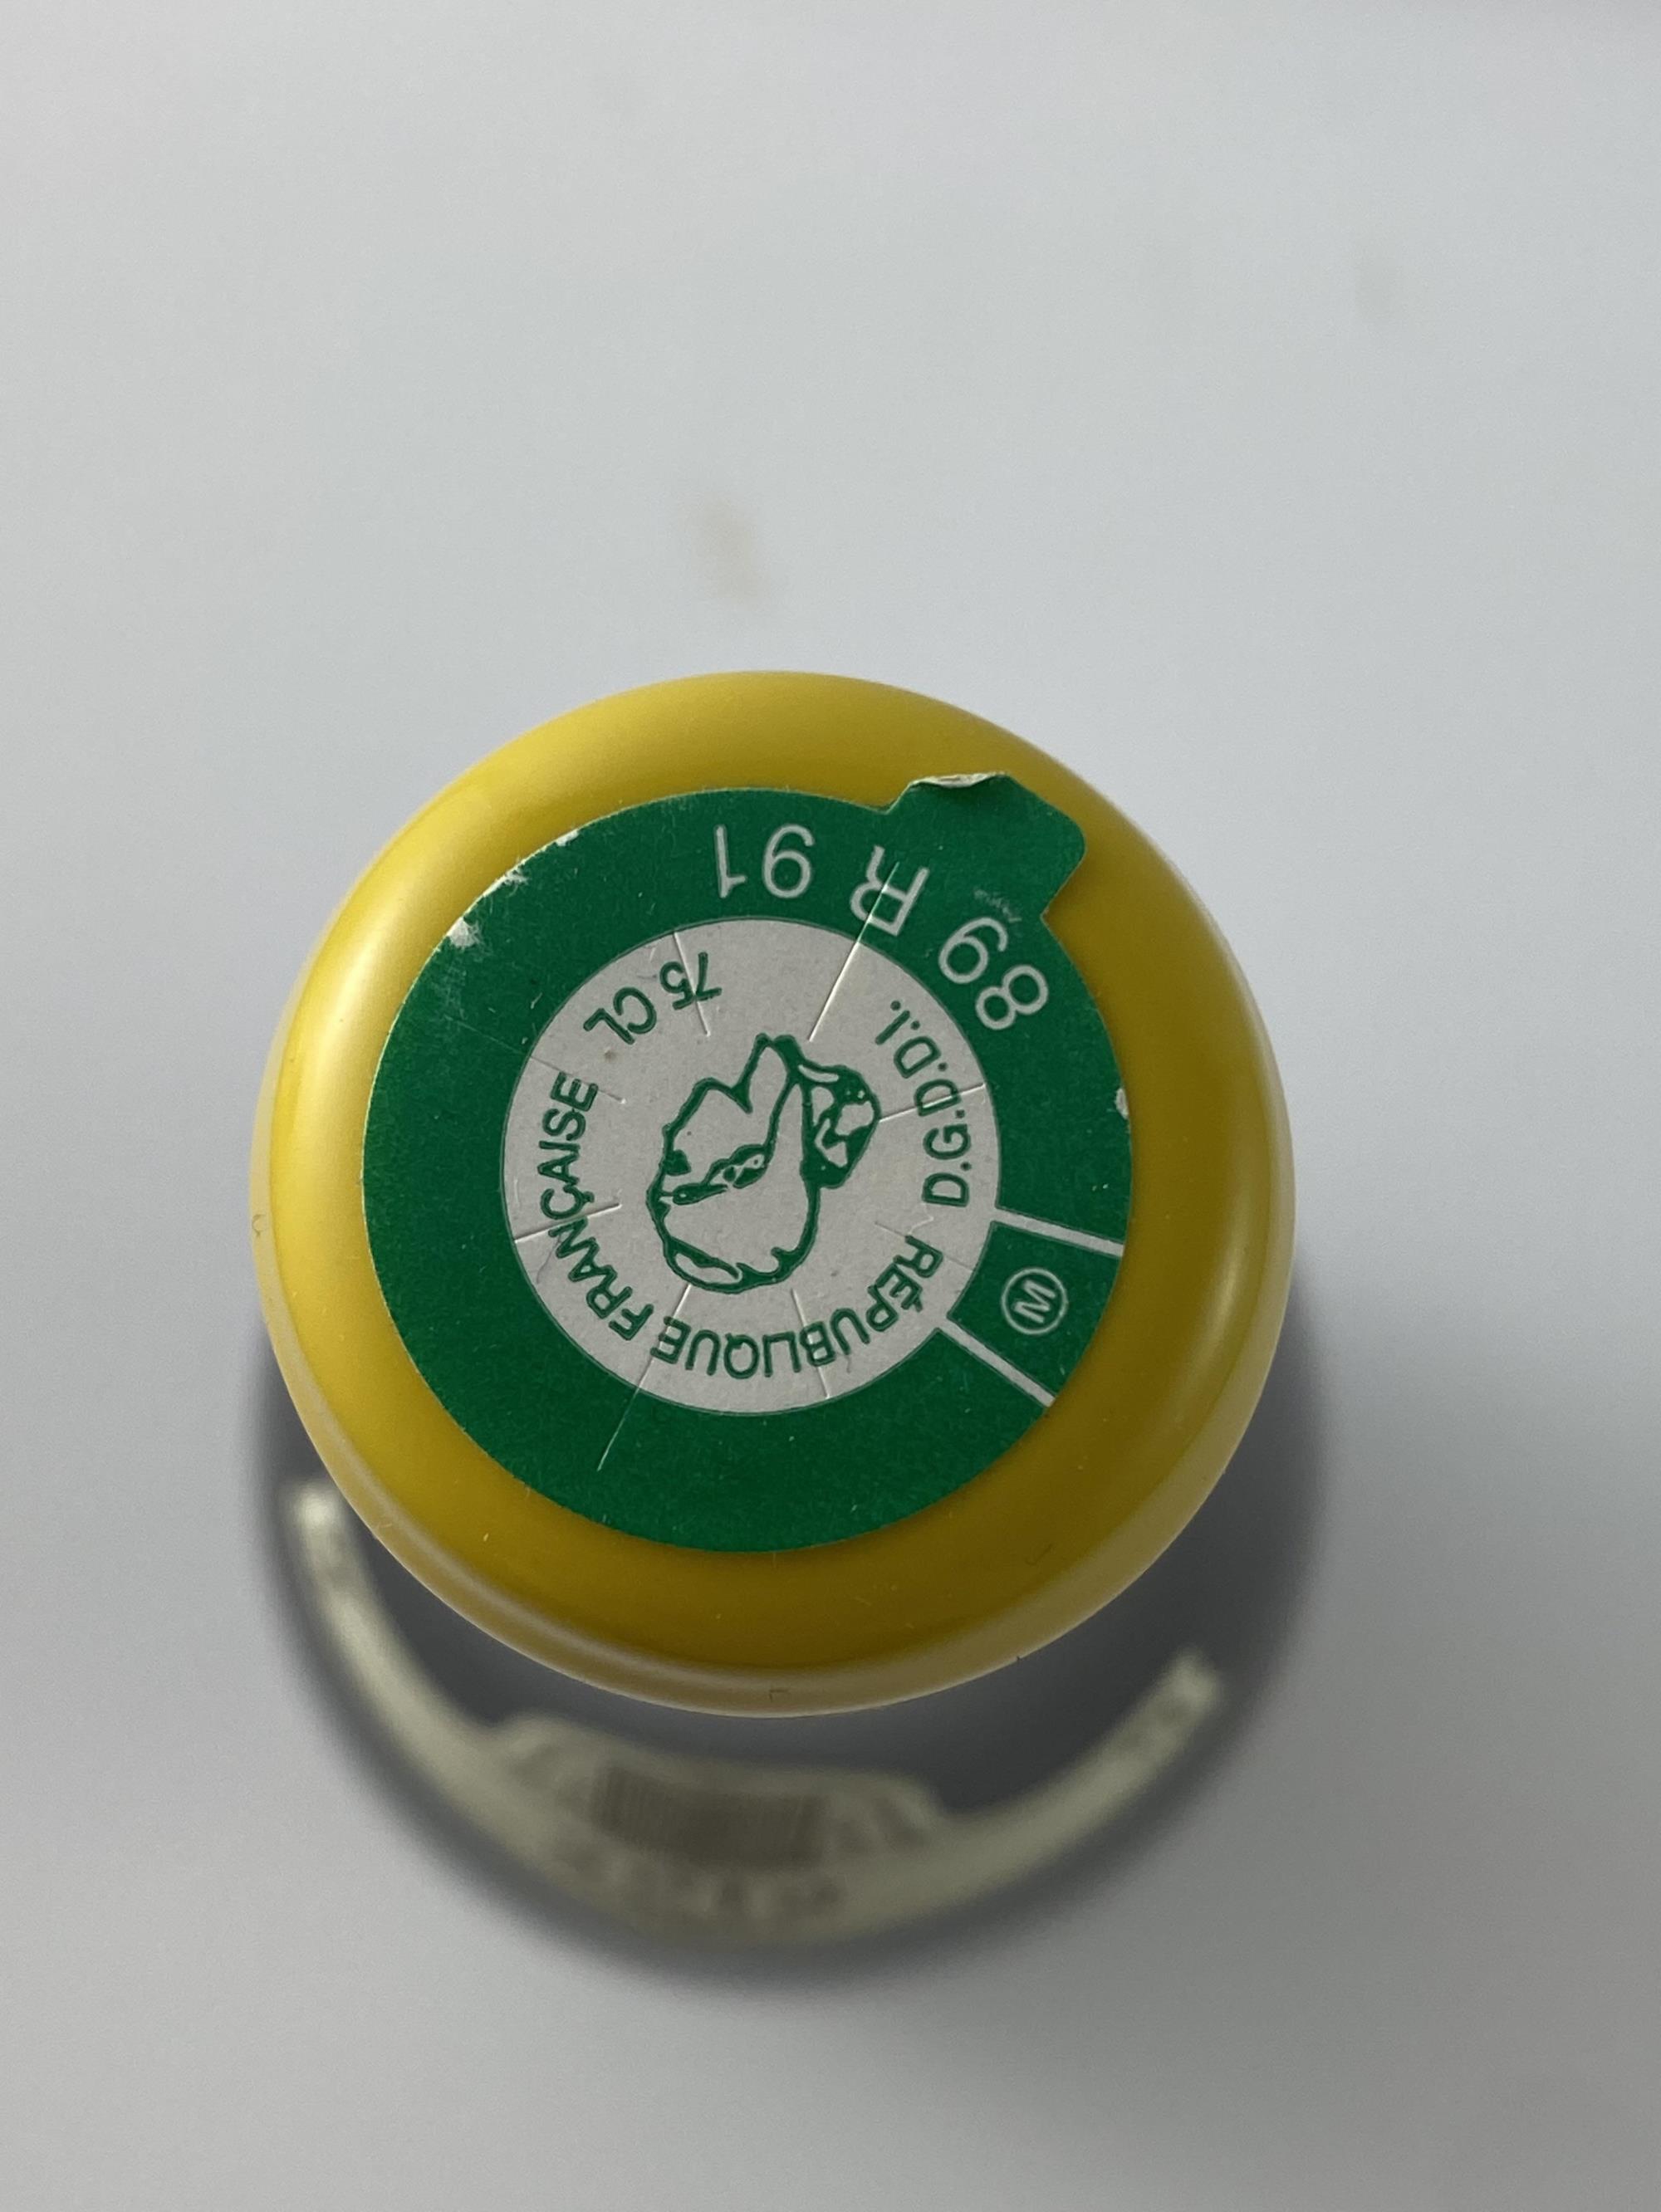 89 R 91
D.G.D.D.I.
75 CL
RÉPUBLIQUE FRANÇAISE
M